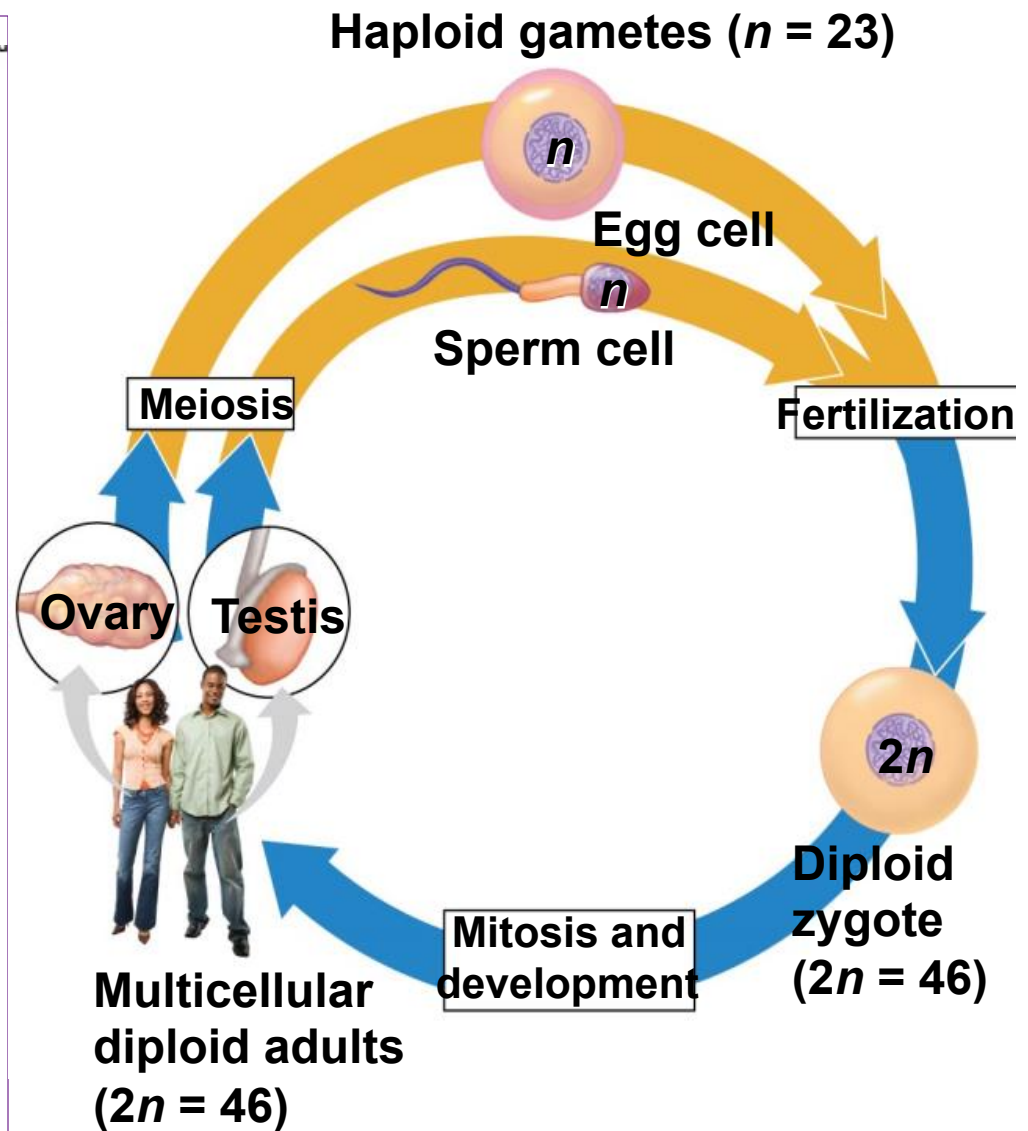 Haploid gametes (n = 23)
n
Egg cell
n
Sperm cell
Meiosis
Fertilization
Ovary
Testis
2n
Diploid
zygote
(2n = 46)
Mitosis and
development
Multicellular
diploid adults
(2n = 46)